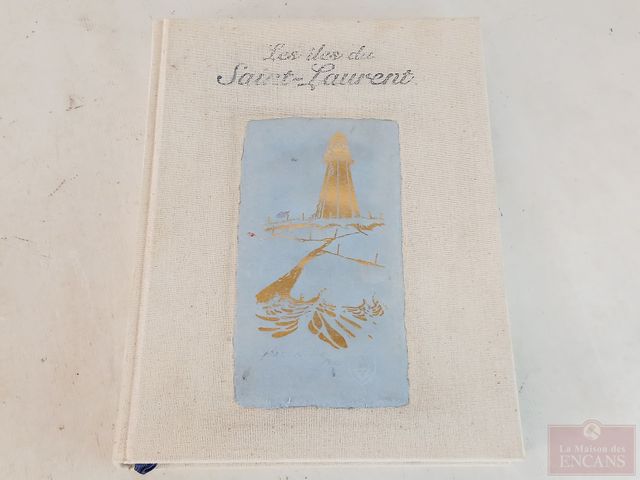 Les îles du
Saint-Laurent
La Maison des
ENCANS